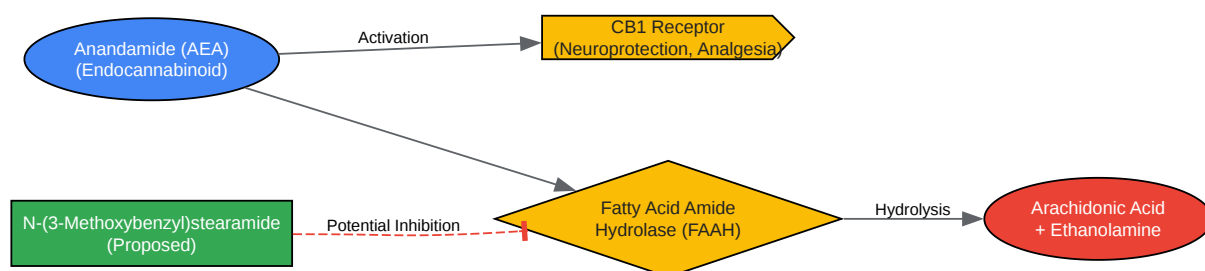 Anandamide (AEA)
(Endocannabinoid)
Activation
CB1 Receptor
(Neuroprotection, Analgesia)
N-(3-Methoxybenzyl)stearamide
(Proposed)
Potential Inhibition
Fatty Acid Amide
Hydrolase (FAAH)
Hydrolysis
Arachidonic Acid
+ Ethanolamine